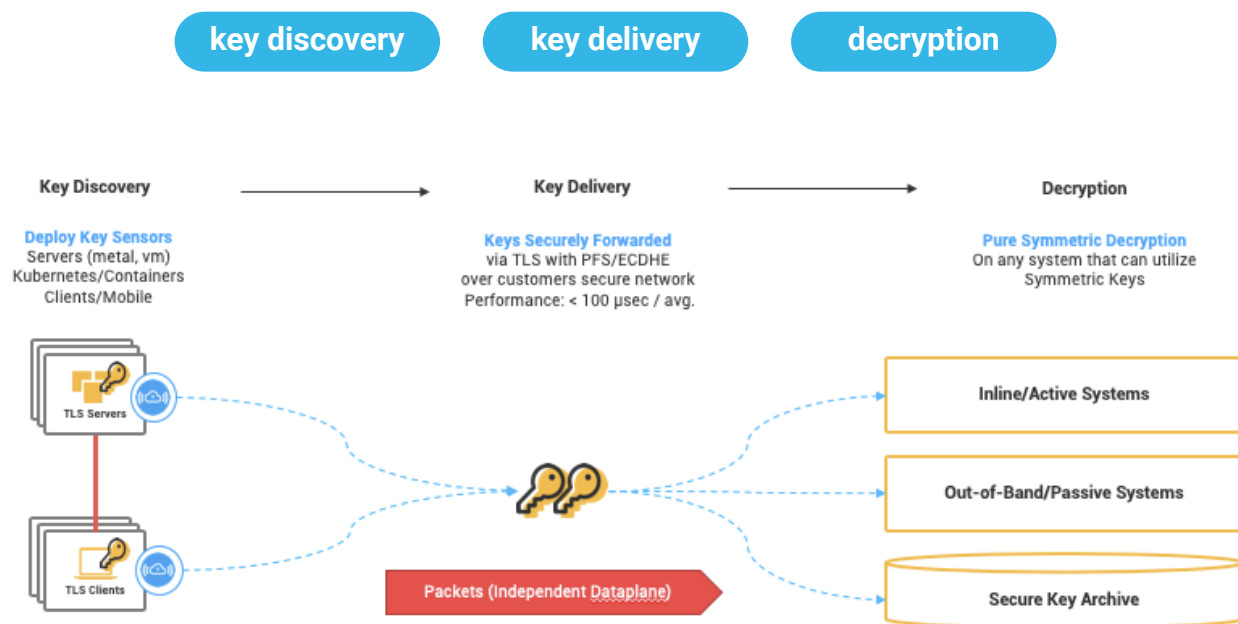 key discovery
key delivery
decryption
Key Discovery
Key Delivery
Decryption
Deploy Key Sensors
Servers (metal, vm)
Kubernetes/Containers
Clients/Mobile
Keys Securely Forwarded
via TLS with PFS/ECDHE
over customers secure network
Performance: < 100 µsec / avg.
Pure Symmetric Decryption
On any system that can utilize
Symmetric Keys
TLS Servers
TLS Clients
Packets (Independent Dataplane)
Inline/Active Systems
Out-of-Band/Passive Systems
Secure Key Archive